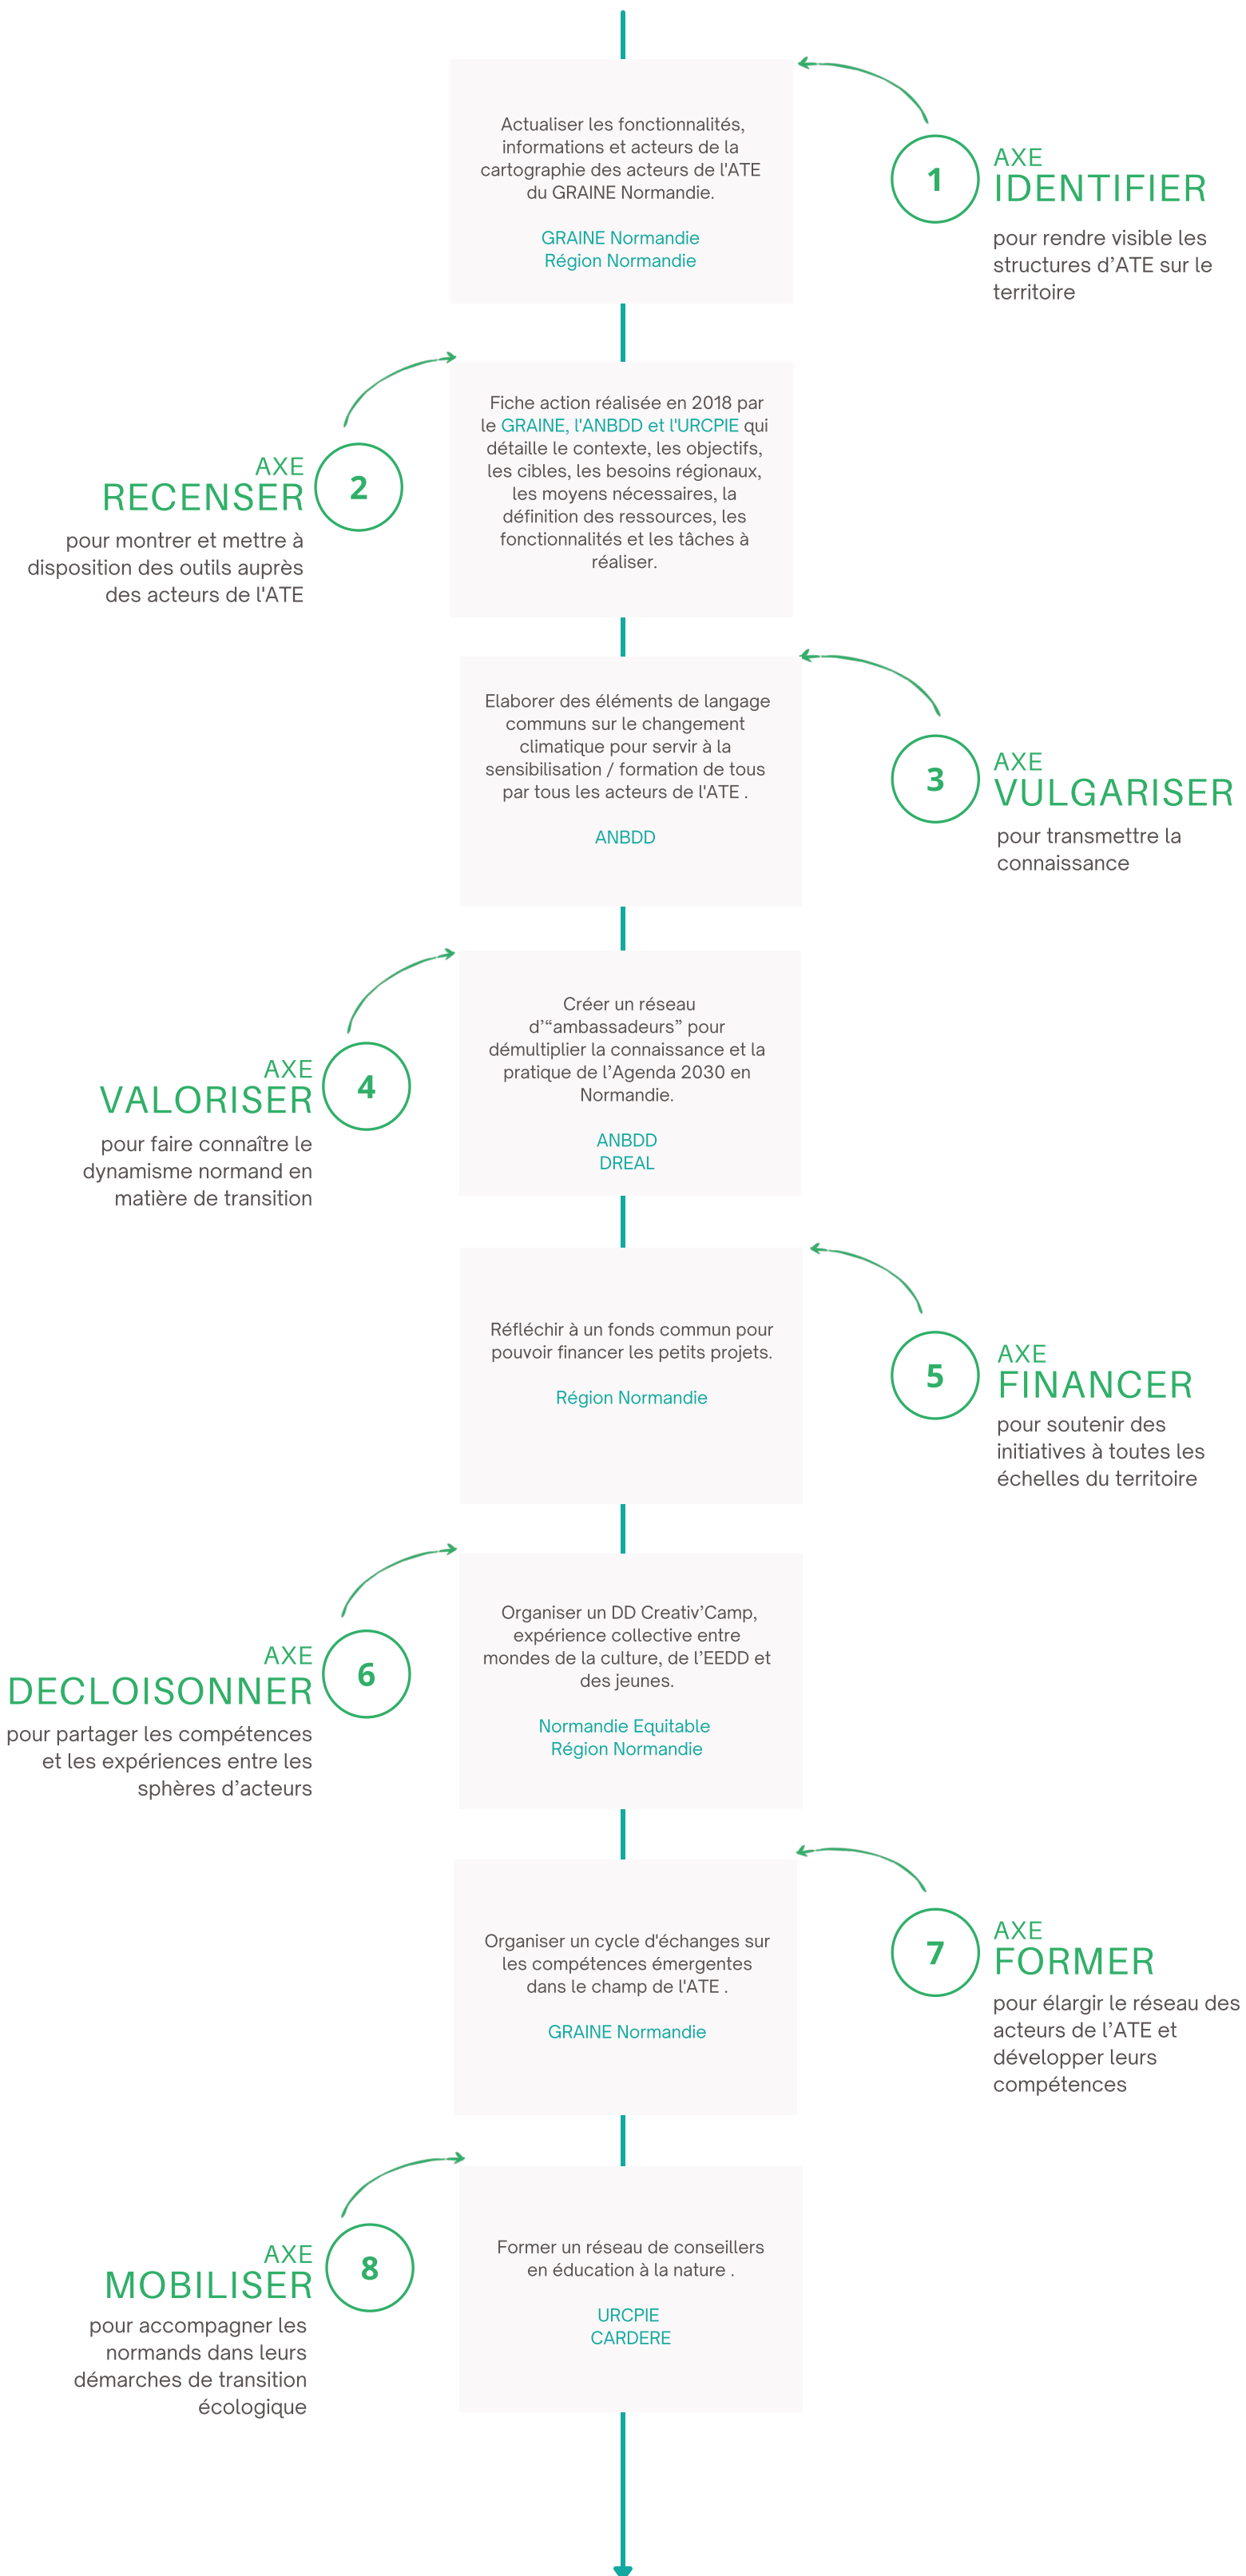 1
AXE
IDENTIFIER
pour rendre visible les
structures d’ATE sur le
territoire
Actualiser les fonctionnalités,
informations et acteurs de la
cartographie des acteurs de l'ATE
du GRAINE Normandie.
GRAINE Normandie
Région Normandie
AXE
RECENSER
2
pour montrer et mettre à
disposition des outils auprès
des acteurs de l'ATE
Fiche action réalisée en 2018 par
le GRAINE, l'ANBDD et l'URCPIE qui
détaille le contexte, les objectifs,
les cibles, les besoins régionaux,
les moyens nécessaires, la
définition des ressources, les
fonctionnalités et les tâches à
réaliser.
3
AXE
VULGARISER
pour transmettre la
connaissance
Elaborer des éléments de langage
communs sur le changement
climatique pour servir à la
sensibilisation / formation de tous
par tous les acteurs de l'ATE .
ANBDD
AXE
VALORISER
4
pour faire connaître le
dynamisme normand en
matière de transition
Créer un réseau
d’“ambassadeurs” pour
démultiplier la connaissance et la
pratique de l’Agenda 2030 en
Normandie.
ANBDD
DREAL
5
AXE
FINANCER
pour soutenir des
initiatives à toutes les
échelles du territoire
Réfléchir à un fonds commun pour
pouvoir financer les petits projets.
Région Normandie
AXE
DECLOISONNER
6
pour partager les compétences
et les expériences entre les
sphères d’acteurs
Organiser un DD Creativ’Camp,
expérience collective entre
mondes de la culture, de l’EEDD et
des jeunes.
Normandie Equitable
Région Normandie
7
AXE
FORMER
pour élargir le réseau des
acteurs de l’ATE et
développer leurs
compétences
Organiser un cycle d'échanges sur
les compétences émergentes
dans le champ de l'ATE .
GRAINE Normandie
AXE
MOBILISER
8
pour accompagner les
normands dans leurs
démarches de transition
écologique
Former un réseau de conseillers
en éducation à la nature .
URCPIE
CARDERE